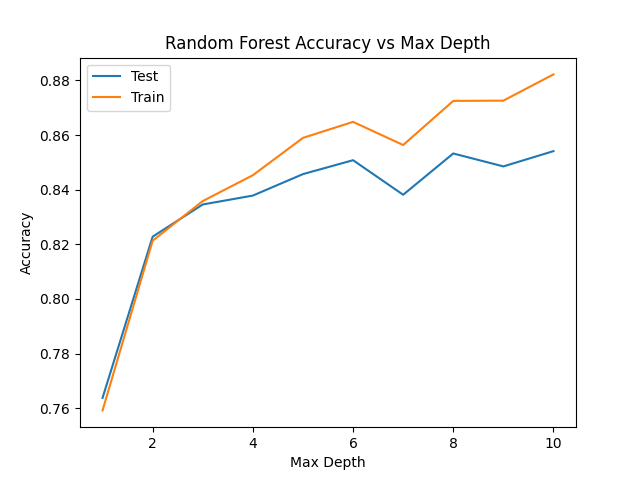 Random Forest Accuracy vs Max Depth
Test
Train
0.88
0.86
0.84
0.82
0.80
0.78
0.76
Accuracy
2 4 6 8 10
Max Depth